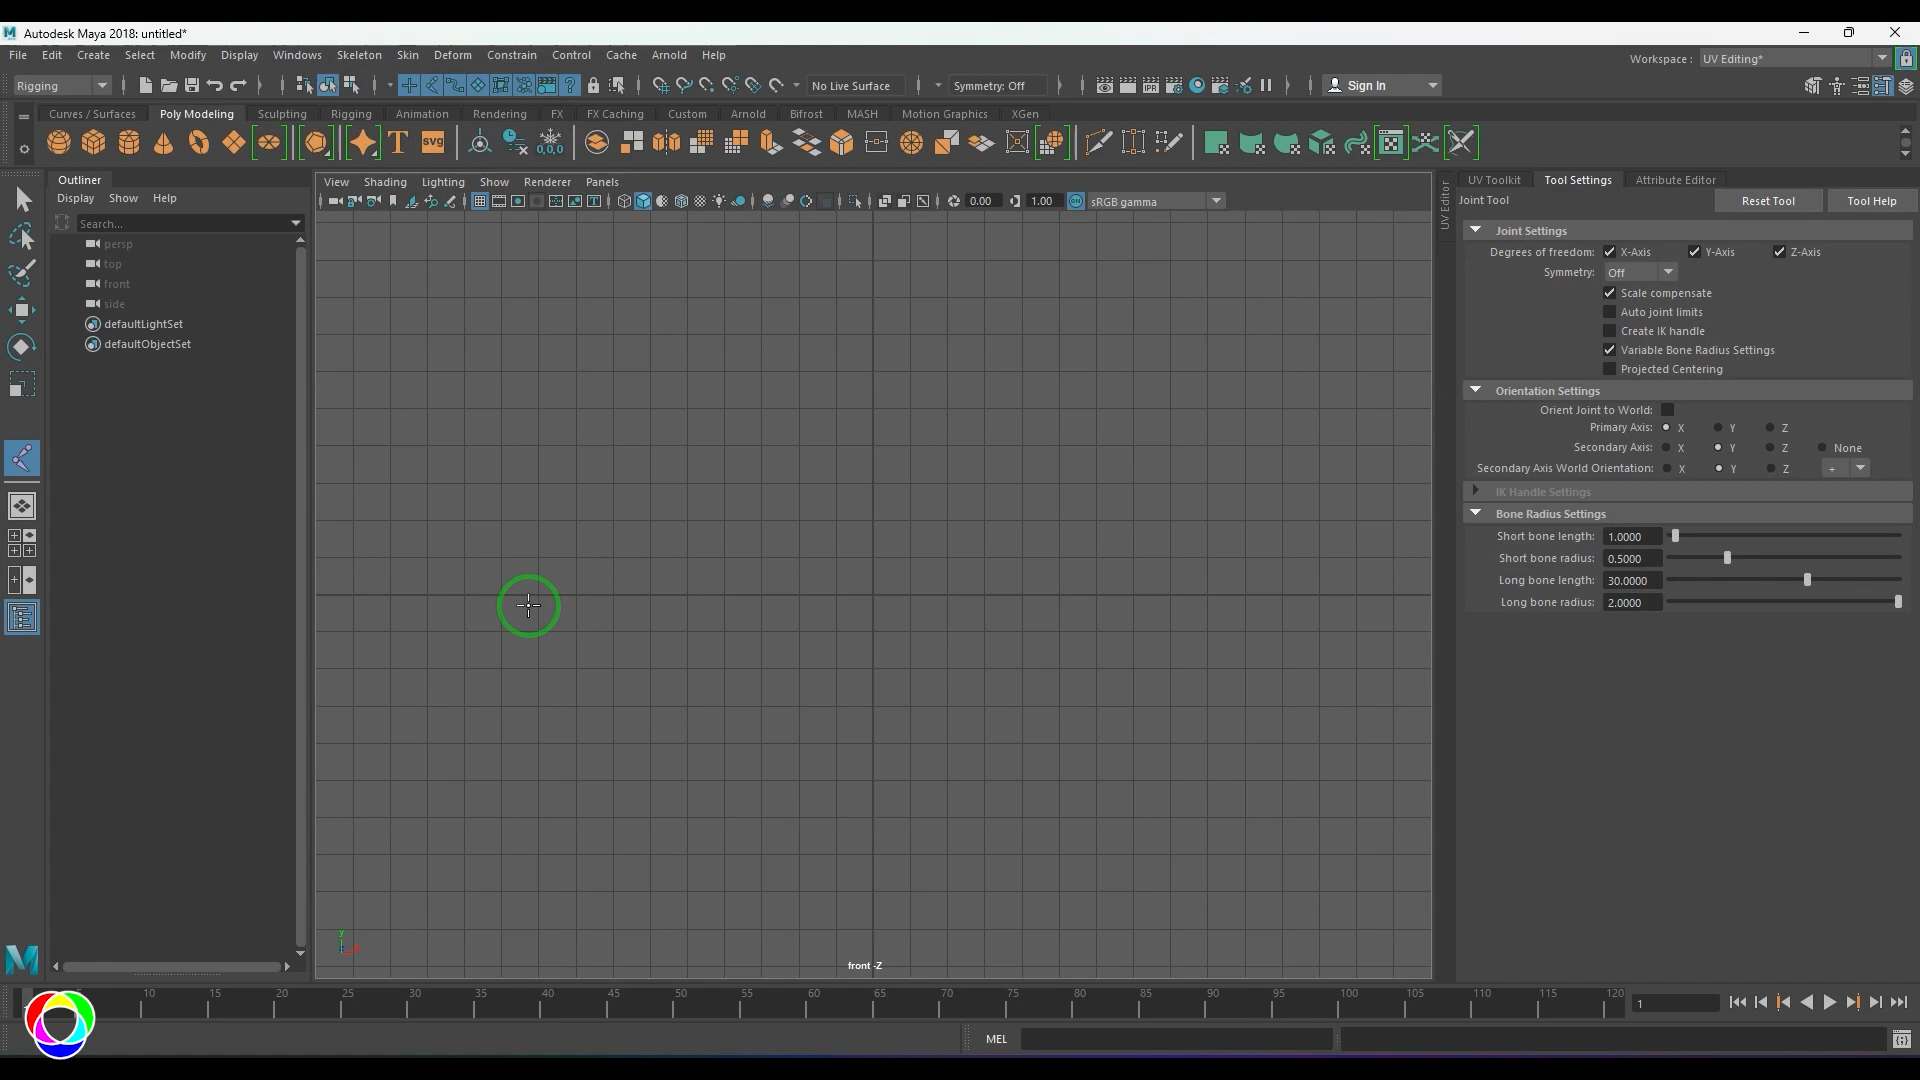 Autodesk Maya 2018: untitled*
File Edit Create Select Modify Display Windows Skeleton Skin Deform Constrain Control Cache Arnold Help
Workspace : UV Editing*
Rigging
No Live Surface
Symmetry: Off
Sign In
Curves / Surfaces Poly Modeling Sculpting Rigging Animation Rendering FX FX Caching Custom Arnold Bifrost MASH Motion Graphics XGen
T SVG 0,0,0
Outliner
Display Show Help
Search...
persp
top
front
side
defaultLightSet
defaultObjectSet
View Shading Lighting Show Renderer Panels
0.00 1.00 ON sRGB gamma
y
front -Z
UV Editor
UV Toolkit Tool Settings Attribute Editor
Joint Tool Reset Tool Tool Help
Joint Settings
Degrees of freedom: X-Axis Y-Axis Z-Axis
Symmetry: Off
Scale compensate
Auto joint limits
Create IK handle
Variable Bone Radius Settings
Projected Centering
Orientation Settings
Orient Joint to World:
Primary Axis: X Y Z
Secondary Axis: X Y Z None
Secondary Axis World Orientation: X Y Z +
IK Handle Settings
Bone Radius Settings
Short bone length: 1.0000
Short bone radius: 0.5000
Long bone length: 30.0000
Long bone radius: 2.0000
5 10 15 20 25 30 35 40 45 50 55 60 65 70 75 80 85 90 95 100 105 110 115 120 1
MEL